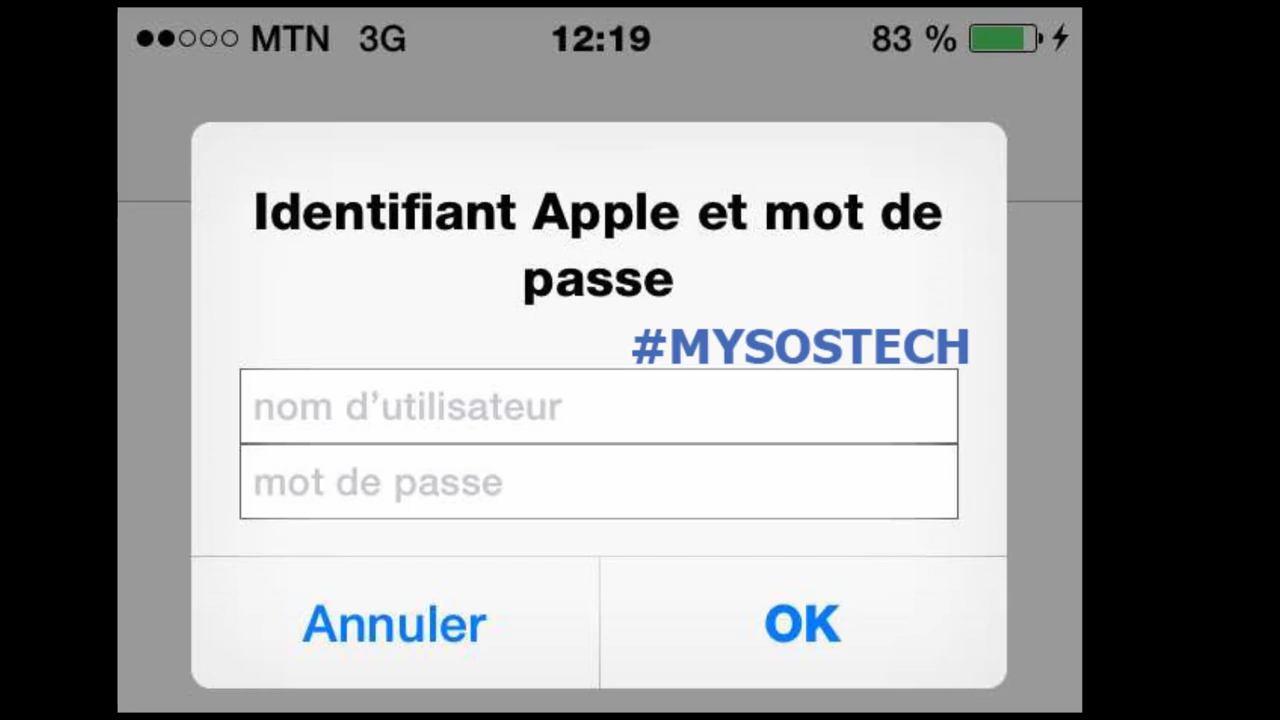 MTN 3G 12:19 83 %
Identifiant Apple et mot de
passe
#MYSOSTECH
nom d’utilisateur
mot de passe
Annuler OK